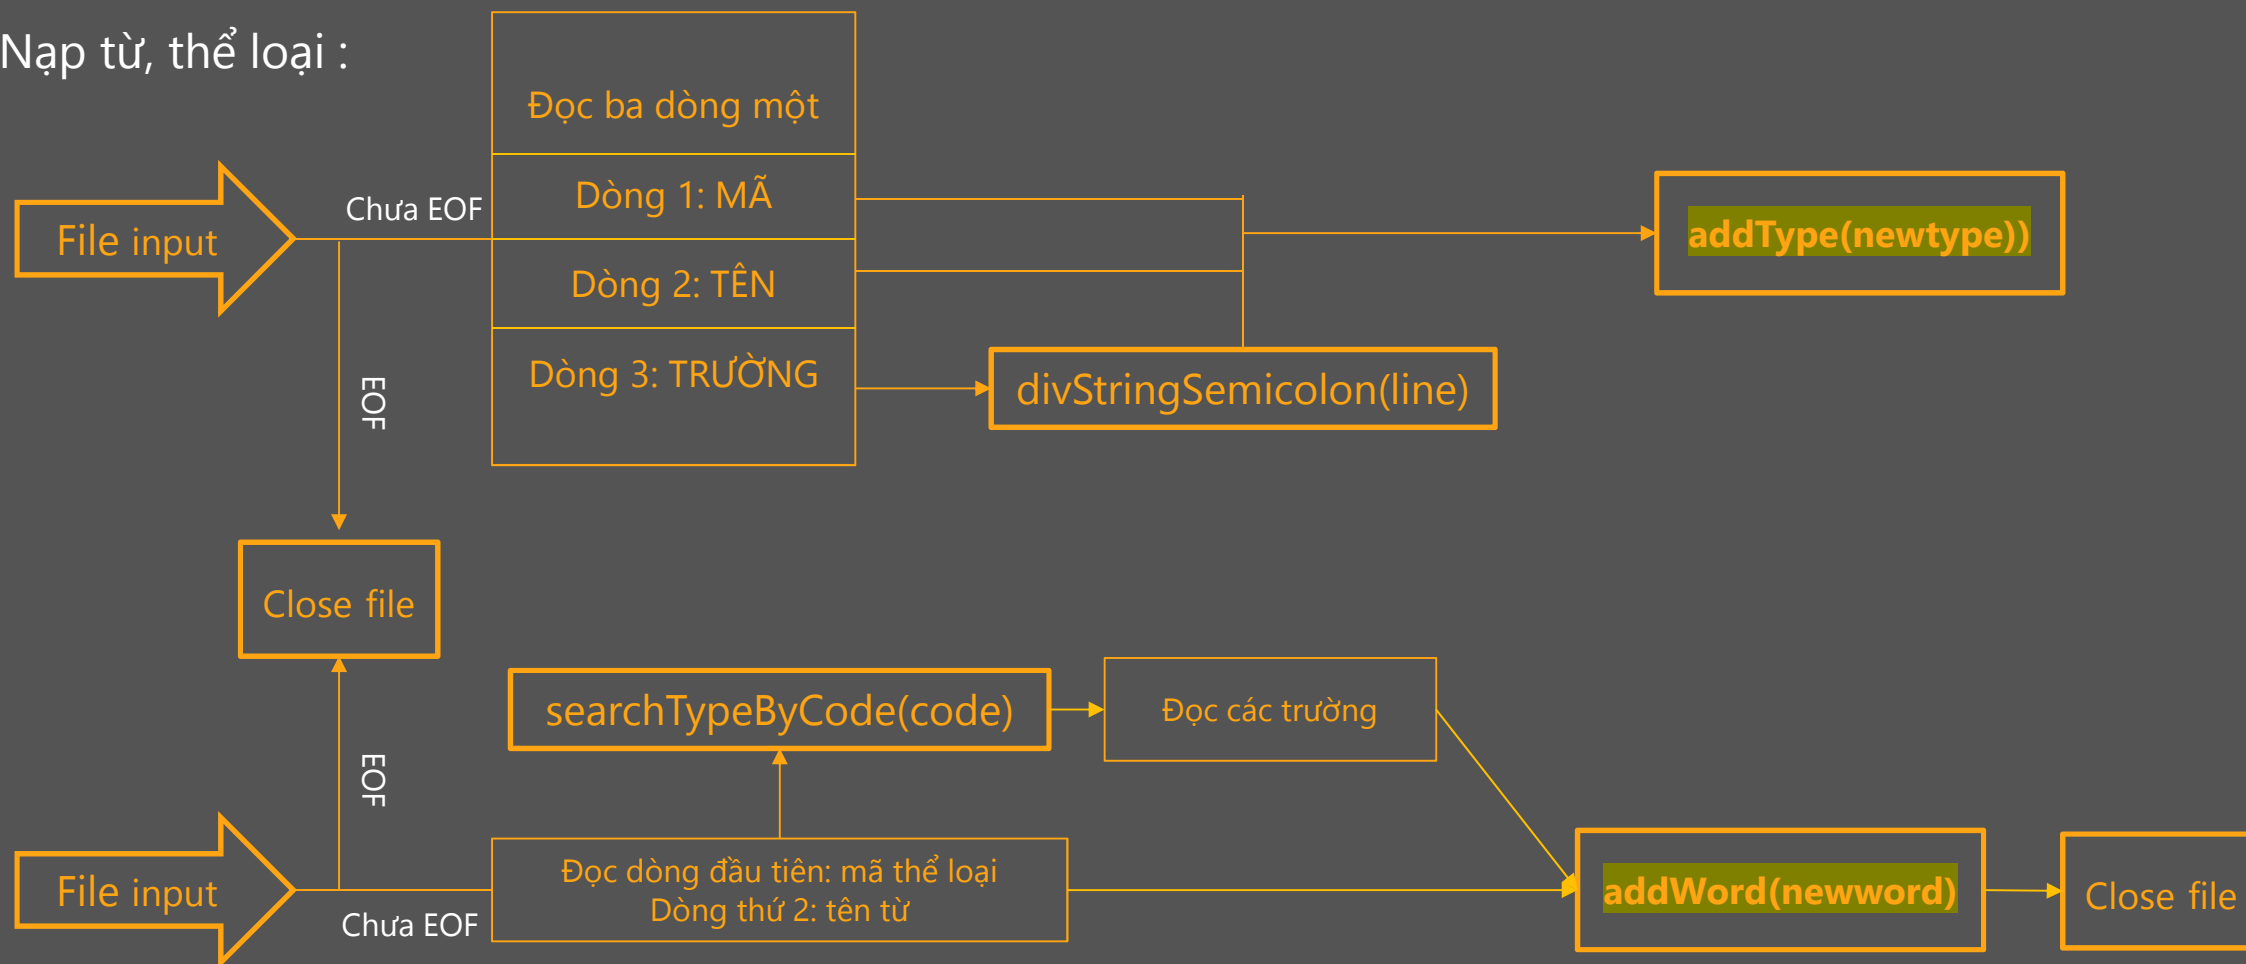 Nạp từ, thể loại :
Đọc ba dòng một
Dòng 1: MÃ
Dòng 2: TÊN
Dòng 3: TRƯỜNG
File input
Chưa EOF
EOF
addType(newtype))
divStringSemicolon(line)
Close file
searchTypeByCode(code)
Đọc các trường
EOF
File input
Chưa EOF
Đọc dòng đầu tiên: mã thể loại
Dòng thứ 2: tên từ
addWord(newword)
Close file